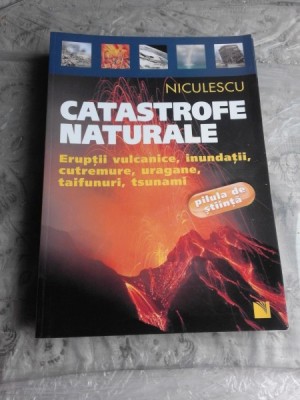 NICULESCU
CATASTROFE
NATURALE
Erupții vulcanice, inundații,
cutremure, uragane,
taifunuri, tsunami
pilula de
știință